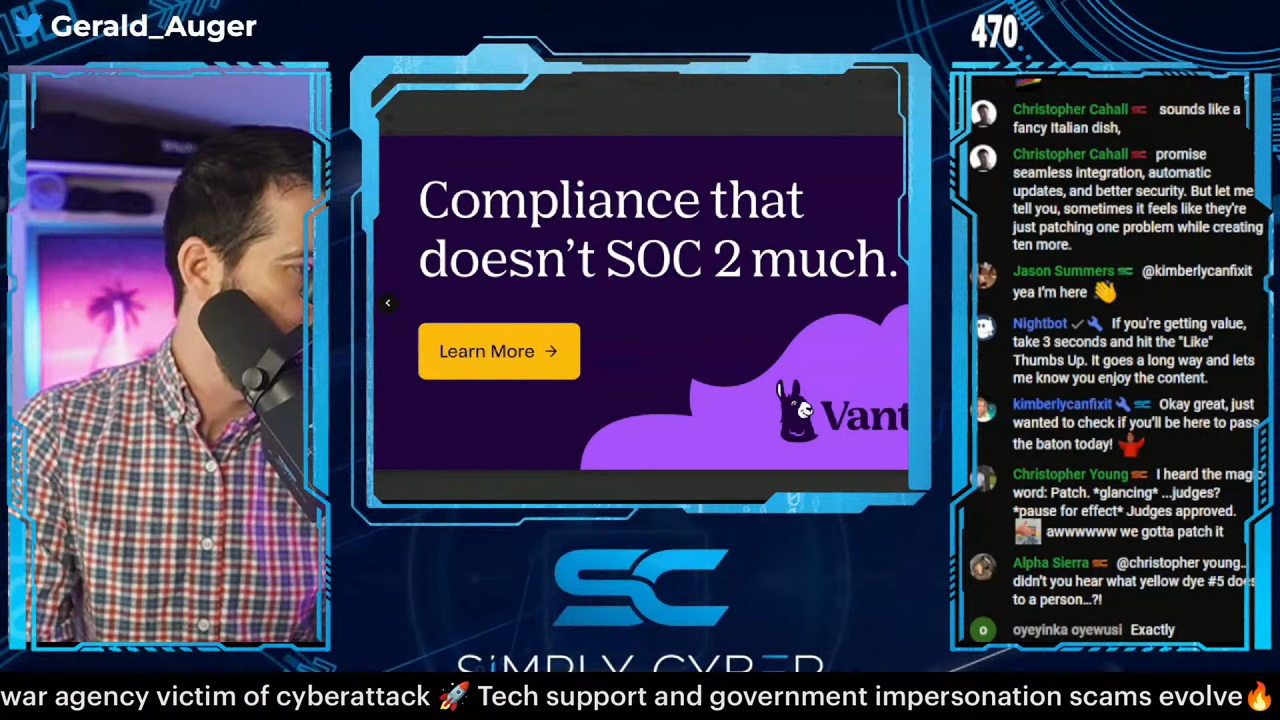 Gerald_Auger
470
Compliance that
doesn't SOC 2 much.
Learn More →
Christopher Cahall sounds like a
fancy Italian dish,
Christopher Cahall promise
seamless integration, automatic
updates, and better security. But let me
tell you, sometimes it feels like they're
just patching one problem while creating
ten more.
Jason Summers @kimberlycanfixit
yea I'm here 👋
Nightbot If you're getting value,
take 3 seconds and hit the "Like"
Thumbs Up. It goes a long way and lets
me know you enjoy the content.
kimberlycanfixit Okay great, just
wanted to check if you'll be here to pass
the baton today!
Christopher Young I heard the magic
word: Patch. *glancing* ...judges?
*pause for effect* Judges approved.
awwwwww we gotta patch it
Alpha Sierra @christopher young..
didn't you hear what yellow dye #5 does
to a person...?!
o oyeyinka oyewusi Exactly
SC
SIMPLY CYBER
war agency victim of cyberattack 🚀 Tech support and government impersonation scams evolve🔥